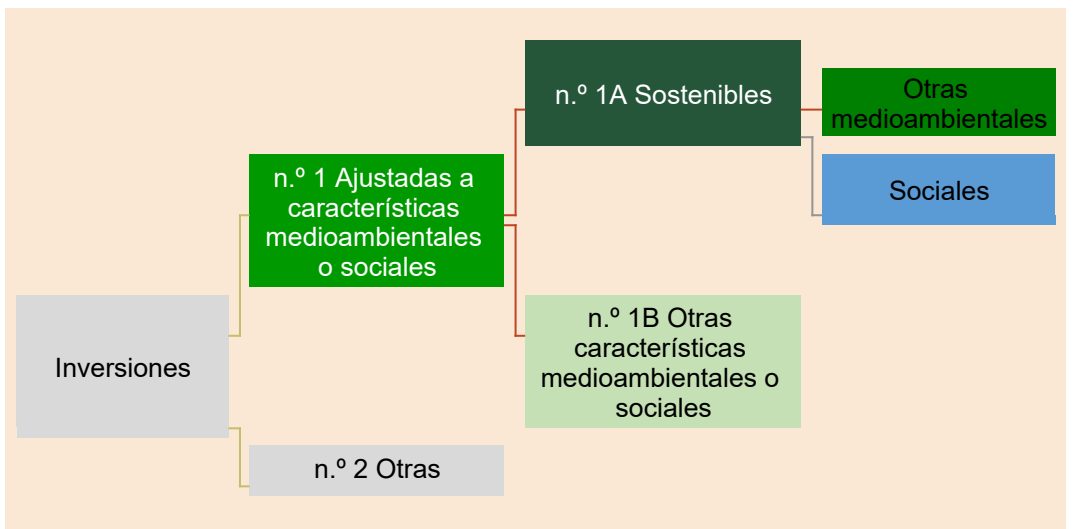 Inversiones
n.º 1 Ajustadas a
características
medioambientales
o sociales
n.º 2 Otras
n.º 1A Sostenibles
n.º 1B Otras
características
medioambientales o
sociales
Otras
medioambientales
Sociales